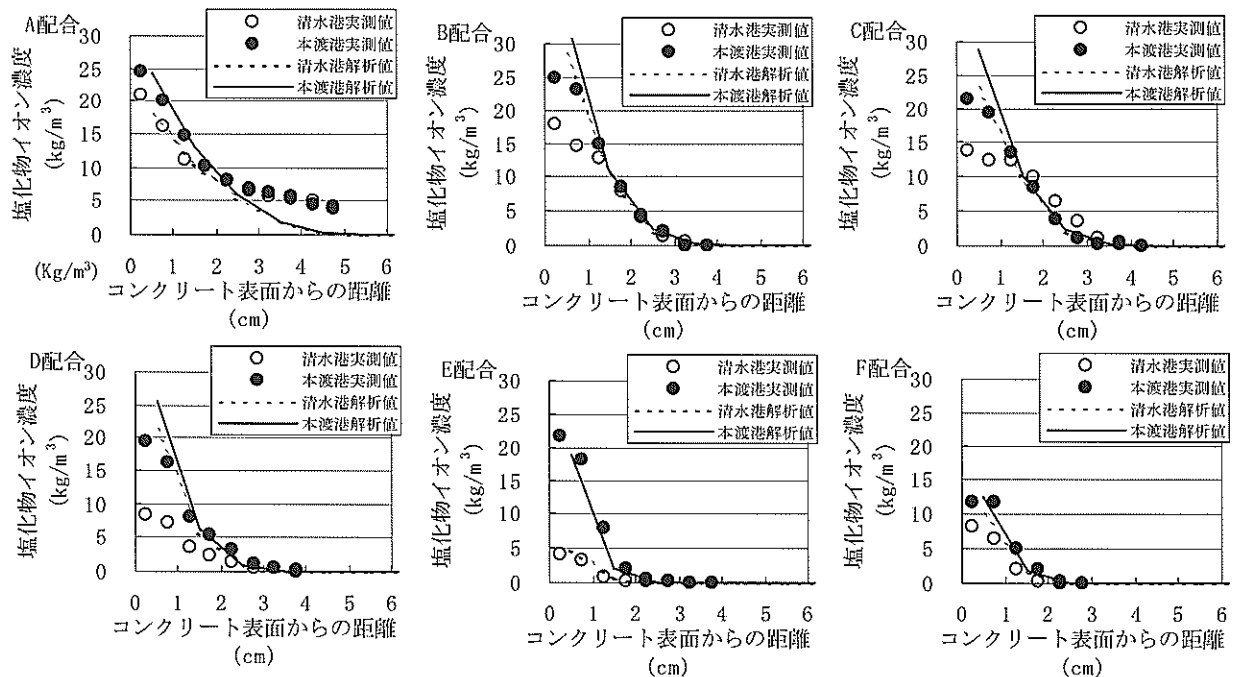 A配合
清水港実測値
本渡港実測値
清水港解析値
本渡港解析値
塩化物イオン濃度
(kg/m³)
30
25
20
15
10
5
0
(Kg/m³)
0 1 2 3 4 5 6
コンクリート表面からの距離
(cm)
B配合
清水港実測値
本渡港実測値
清水港解析値
本渡港解析値
塩化物イオン濃度
(kg/m³)
30
25
20
15
10
5
0
0 1 2 3 4 5 6
コンクリート表面からの距離
(cm)
C配合
清水港実測値
本渡港実測値
清水港解析値
本渡港解析値
塩化物イオン濃度
(kg/m³)
30
25
20
15
10
5
0
0 1 2 3 4 5 6
コンクリート表面からの距離
(cm)
D配合
清水港実測値
本渡港実測値
清水港解析値
本渡港解析値
塩化物イオン濃度
(kg/m³)
30
25
20
15
10
5
0
0 1 2 3 4 5 6
コンクリート表面からの距離
(cm)
E配合
清水港実測値
本渡港実測値
清水港解析値
本渡港解析値
塩化物イオン濃度
(kg/m³)
30
25
20
15
10
5
0
0 1 2 3 4 5 6
コンクリート表面からの距離
(cm)
F配合
清水港実測値
本渡港実測値
清水港解析値
本渡港解析値
塩化物イオン濃度
(kg/m³)
30
25
20
15
10
5
0
0 1 2 3 4 5 6
コンクリート表面からの距離
(cm)